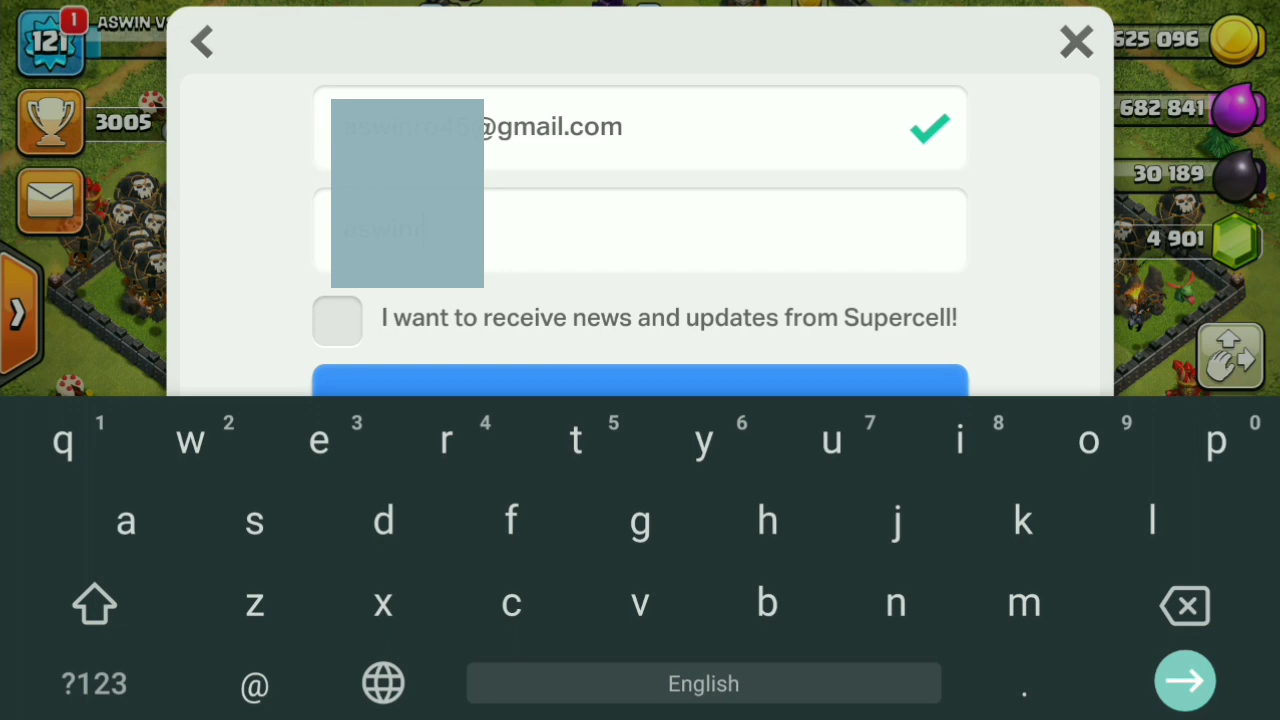 1
121
ASWIN V
625 096
3005
@gmail.com
682 841
30 189
4 901
I want to receive news and updates from Supercell!
q 1 w 2 e 3 r 4 t 5 y 6 u 7 i 8 o 9 p 0
a s d f g h j k l
z x c v b n m
?123 @ English .